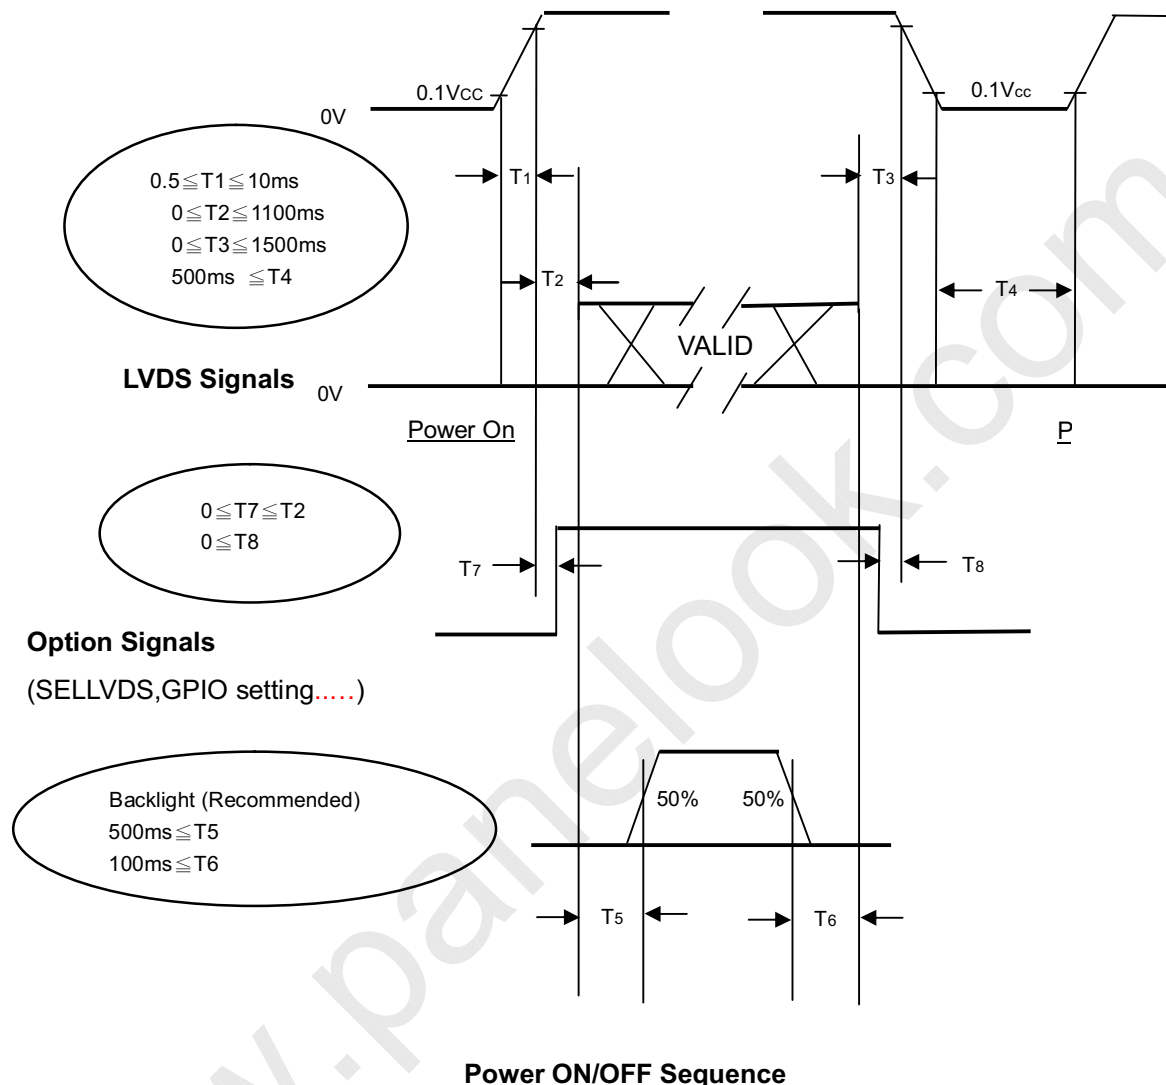 0.1VCC
0.1Vcc
0V
0.5≦T1≦10ms
0≦T2≦1100ms
0≦T3≦1500ms
500ms ≦T4
T1
T3
T2
T4
VALID
LVDS Signals
0V
Power On
P
0≦T7≦T2
0≦T8
T7
T8
Option Signals
(SELLVDS,GPIO setting.....)
Backlight (Recommended)
500ms≦T5
100ms≦T6
50%
50%
T5
T6
Power ON/OFF Sequence
w.panelook.com